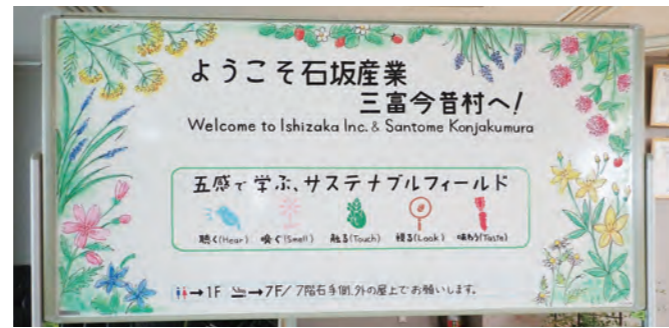 ようこそ石坂産業
三富今昔村へ!
Welcome to Ishizaka Inc. & Santome Konjakumura
五感で学ぶ、サステナブルフィールド
聴く(Hear) 嗅ぐ(Smell) 触る(Touch) 視る(Look) 味わう(Taste)
→1F →7F/7階右手側、外の屋上でお願いします。